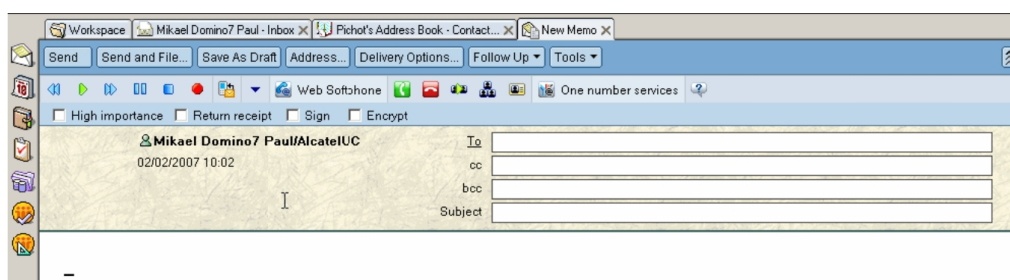 Workspace Mikael Domino7 Paul - Inbox Pichot's Address Book - Contact... New Memo
Send Send and File... Save As Draft Address... Delivery Options... Follow Up Tools
Web Softphone One number services
High importance Return receipt Sign Encrypt
Mikael Domino7 Paul/AlcatelUC To
02/02/2007 10:02 cc
bcc
Subject